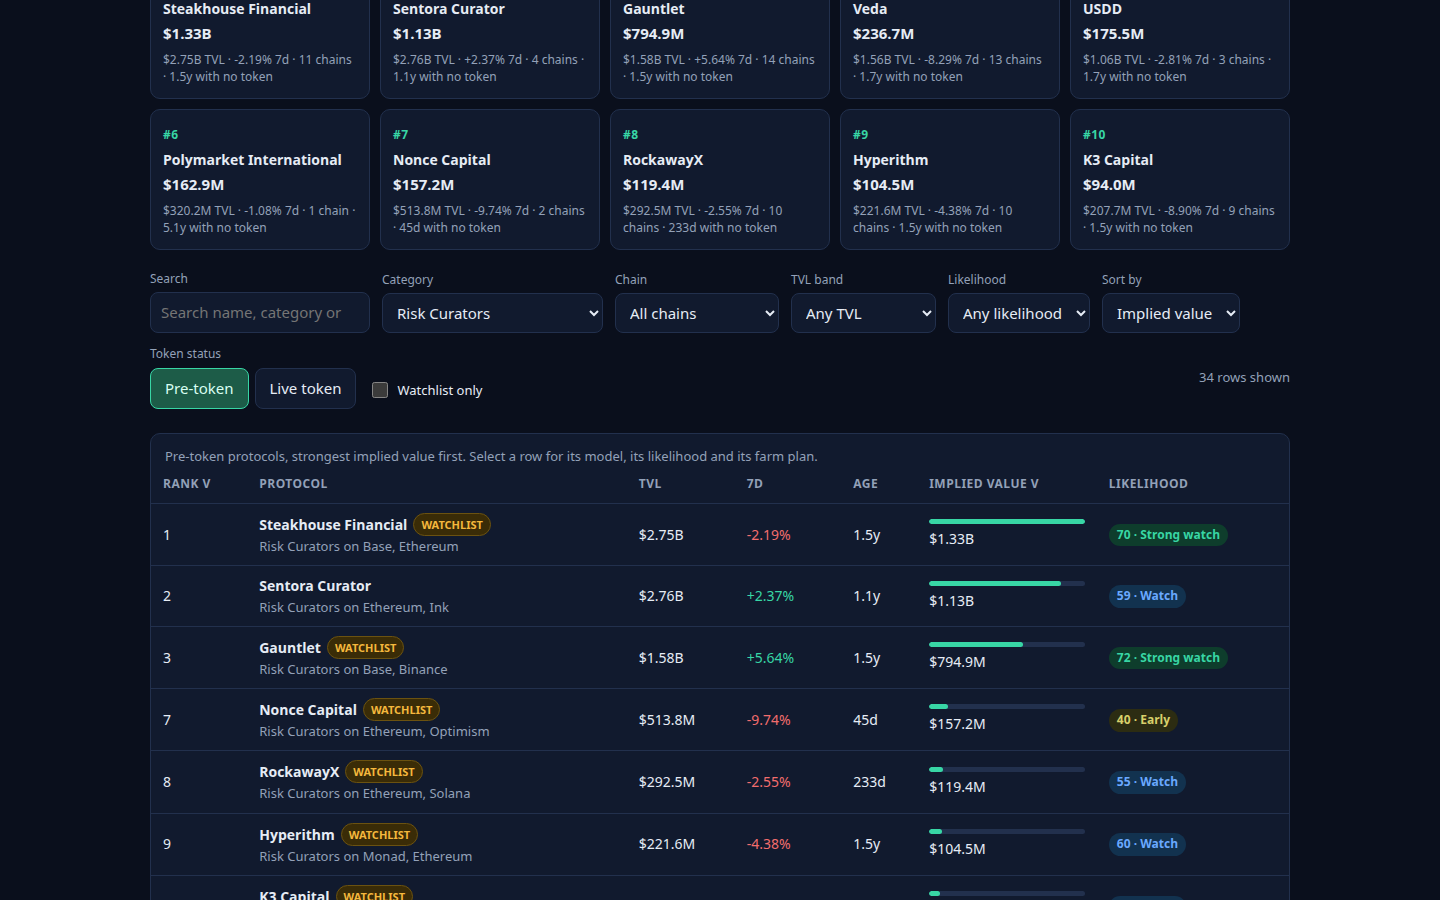 Steakhouse Financial
$1.33B
$2.75B TVL · -2.19% 7d · 11 chains
· 1.5y with no token
Sentora Curator
$1.13B
$2.76B TVL · +2.37% 7d · 4 chains ·
1.1y with no token
Gauntlet
$794.9M
$1.58B TVL · +5.64% 7d · 14 chains
· 1.5y with no token
Veda
$236.7M
$1.56B TVL · -8.29% 7d · 13 chains
· 1.7y with no token
USDD
$175.5M
$1.06B TVL · -2.81% 7d · 3 chains ·
1.7y with no token
#6
Polymarket International
$162.9M
$320.2M TVL · -1.08% 7d · 1 chain ·
5.1y with no token
#7
Nonce Capital
$157.2M
$513.8M TVL · -9.74% 7d · 2 chains
· 45d with no token
#8
RockawayX
$119.4M
$292.5M TVL · -2.55% 7d · 10
chains · 233d with no token
#9
Hyperithm
$104.5M
$221.6M TVL · -4.38% 7d · 10
chains · 1.5y with no token
#10
K3 Capital
$94.0M
$207.7M TVL · -8.90% 7d · 9 chains
· 1.5y with no token
Search
Search name, category or
Category
Risk Curators
Chain
All chains
TVL band
Any TVL
Likelihood
Any likelihood
Sort by
Implied value
Token status
Pre-token
Live token
Watchlist only
34 rows shown
Pre-token protocols, strongest implied value first. Select a row for its model, its likelihood and its farm plan.
RANK V PROTOCOL TVL 7D AGE IMPLIED VALUE V LIKELIHOOD
1 Steakhouse Financial WATCHLIST $2.75B -2.19% 1.5y $1.33B 70 · Strong watch
Risk Curators on Base, Ethereum
2 Sentora Curator $2.76B +2.37% 1.1y $1.13B 59 · Watch
Risk Curators on Ethereum, Ink
3 Gauntlet WATCHLIST $1.58B +5.64% 1.5y $794.9M 72 · Strong watch
Risk Curators on Base, Binance
7 Nonce Capital WATCHLIST $513.8M -9.74% 45d $157.2M 40 · Early
Risk Curators on Ethereum, Optimism
8 RockawayX WATCHLIST $292.5M -2.55% 233d $119.4M 55 · Watch
Risk Curators on Ethereum, Solana
9 Hyperithm WATCHLIST $221.6M -4.38% 1.5y $104.5M 60 · Watch
Risk Curators on Monad, Ethereum
K3 Capital WATCHLIST